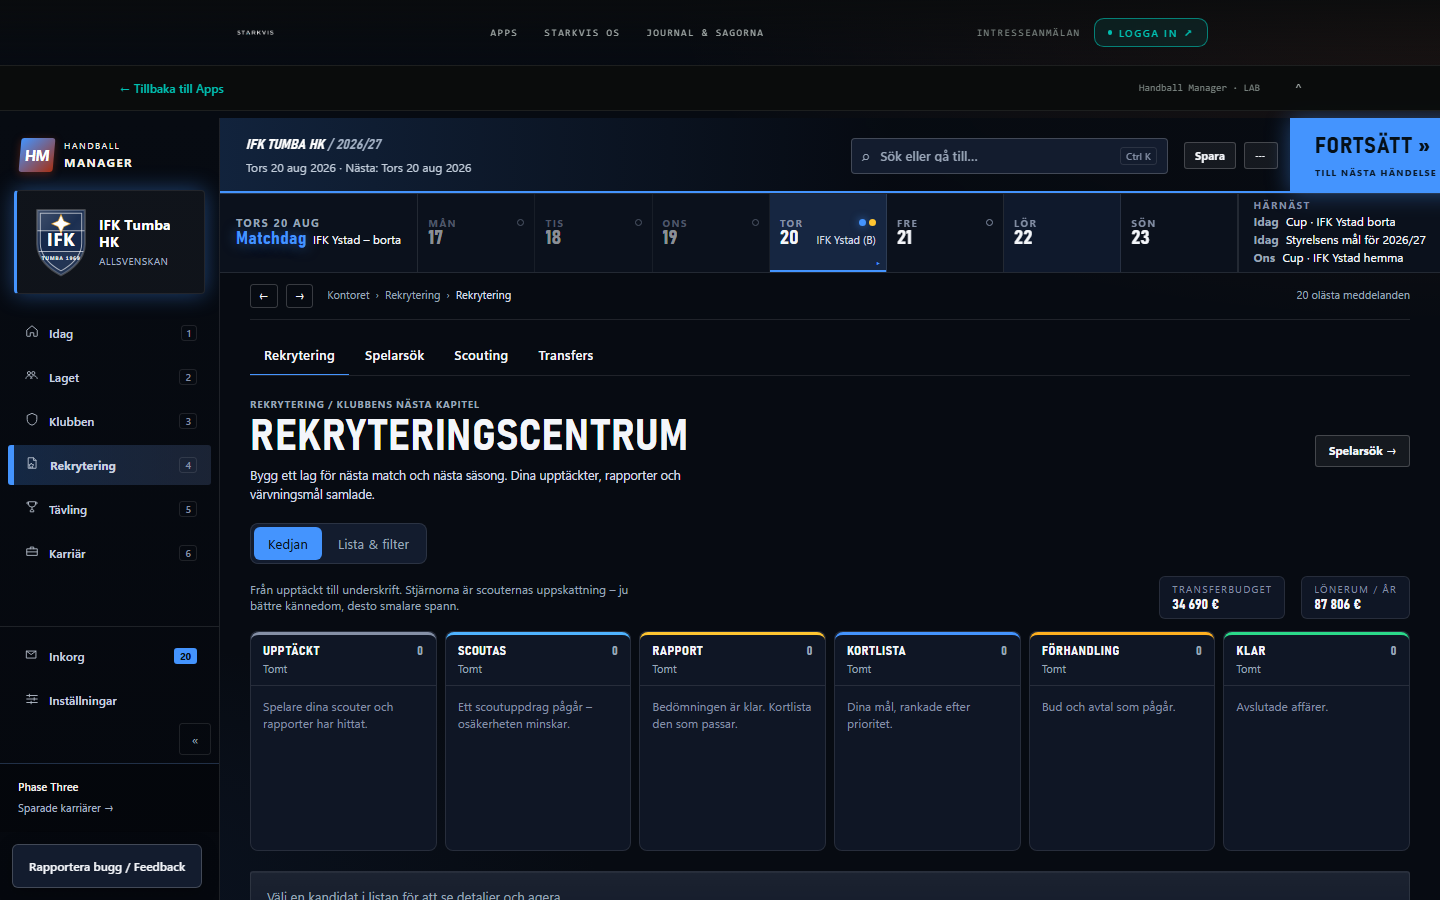 STARKVIS
APPS
STARKVIS OS
JOURNAL & SAGORNA
INTRESSEANMÄLAN
LOGGA IN ↗
← Tillbaka till Apps
Handball Manager · LAB
^
HM
HANDBALL
MANAGER
IFK
TUMBA 1968
IFK Tumba
HK
ALLSVENSKAN
Idag 1
Laget 2
Klubben 3
Rekrytering 4
Tävling 5
Karriär 6
Inkorg 20
Inställningar
«
Phase Three
Sparade karriärer →
Rapportera bugg / Feedback
IFK TUMBA HK / 2026/27
Tors 20 aug 2026 · Nästa: Tors 20 aug 2026
Sök eller gå till...
Ctrl K
Spara
---
FORTSÄTT »
TILL NÄSTA HÄNDELSE
TORS 20 AUG
Matchdag IFK Ystad – borta
MÅN
17
TIS
18
ONS
19
TOR
20 IFK Ystad (B)
FRE
21
LÖR
22
SÖN
23
HÄRNÄST
Idag Cup · IFK Ystad borta
Idag Styrelsens mål för 2026/27
Ons Cup · IFK Ystad hemma
← →
Kontoret › Rekrytering › Rekrytering
20 olästa meddelanden
Rekrytering
Spelarsök
Scouting
Transfers
REKRYTERING / KLUBBENS NÄSTA KAPITEL
REKRYTERINGSCENTRUM
Bygg ett lag för nästa match och nästa säsong. Dina upptäckter, rapporter och
värvningsmål samlade.
Spelarsök →
Kedjan
Lista & filter
Från upptäckt till underskrift. Stjärnorna är scouternas uppskattning – ju
bättre kännedom, desto smalare spann.
TRANSFERBUDGET
34 690 €
LÖNERUM / ÅR
87 806 €
UPPTÄCKT 0
Tomt
Spelare dina scouter och
rapporter har hittat.
SCOUTAS 0
Tomt
Ett scoutuppdrag pågår –
osäkerheten minskar.
RAPPORT 0
Tomt
Bedömningen är klar. Kortlista
den som passar.
KORTLISTA 0
Tomt
Dina mål, rankade efter
prioritet.
FÖRHANDLING 0
Tomt
Bud och avtal som pågår.
KLAR 0
Tomt
Avslutade affärer.
Välj en kandidat i listan för att se detaljer och agera.